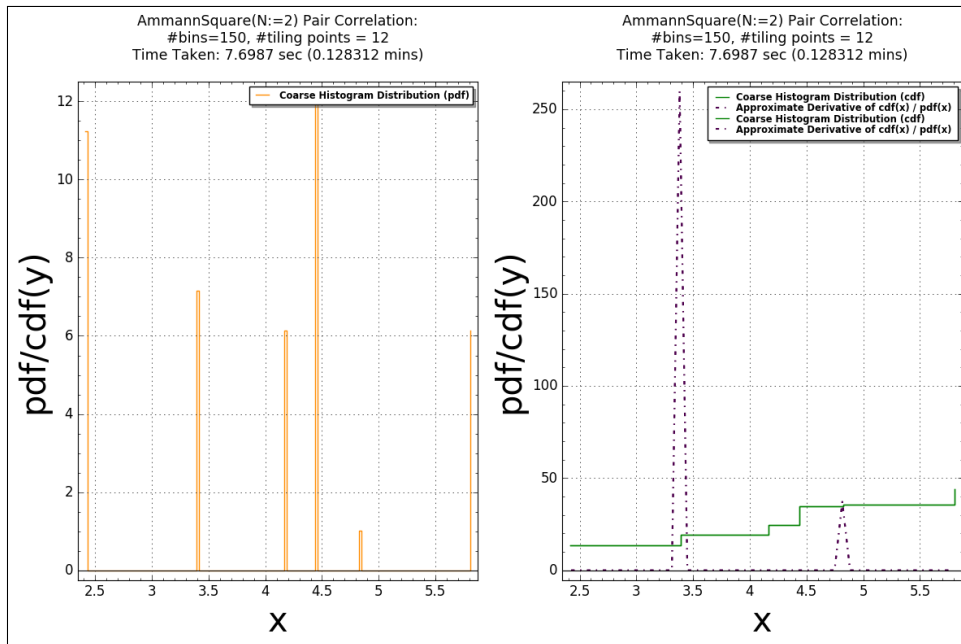 AmmannSquare(N:=2) Pair Correlation:
#bins=150, #tiling points = 12
Time Taken: 7.6987 sec (0.128312 mins)
Coarse Histogram Distribution (pdf)
12
10
8
6
4
2
0
pdf/cdf(y)
2.5 3 3.5 4 4.5 5 5.5
x
AmmannSquare(N:=2) Pair Correlation:
#bins=150, #tiling points = 12
Time Taken: 7.6987 sec (0.128312 mins)
Coarse Histogram Distribution (cdf)
Approximate Derivative of cdf(x) / pdf(x)
Coarse Histogram Distribution (cdf)
Approximate Derivative of cdf(x) / pdf(x)
250
200
150
100
50
0
pdf/cdf(y)
2.5 3 3.5 4 4.5 5 5.5
x